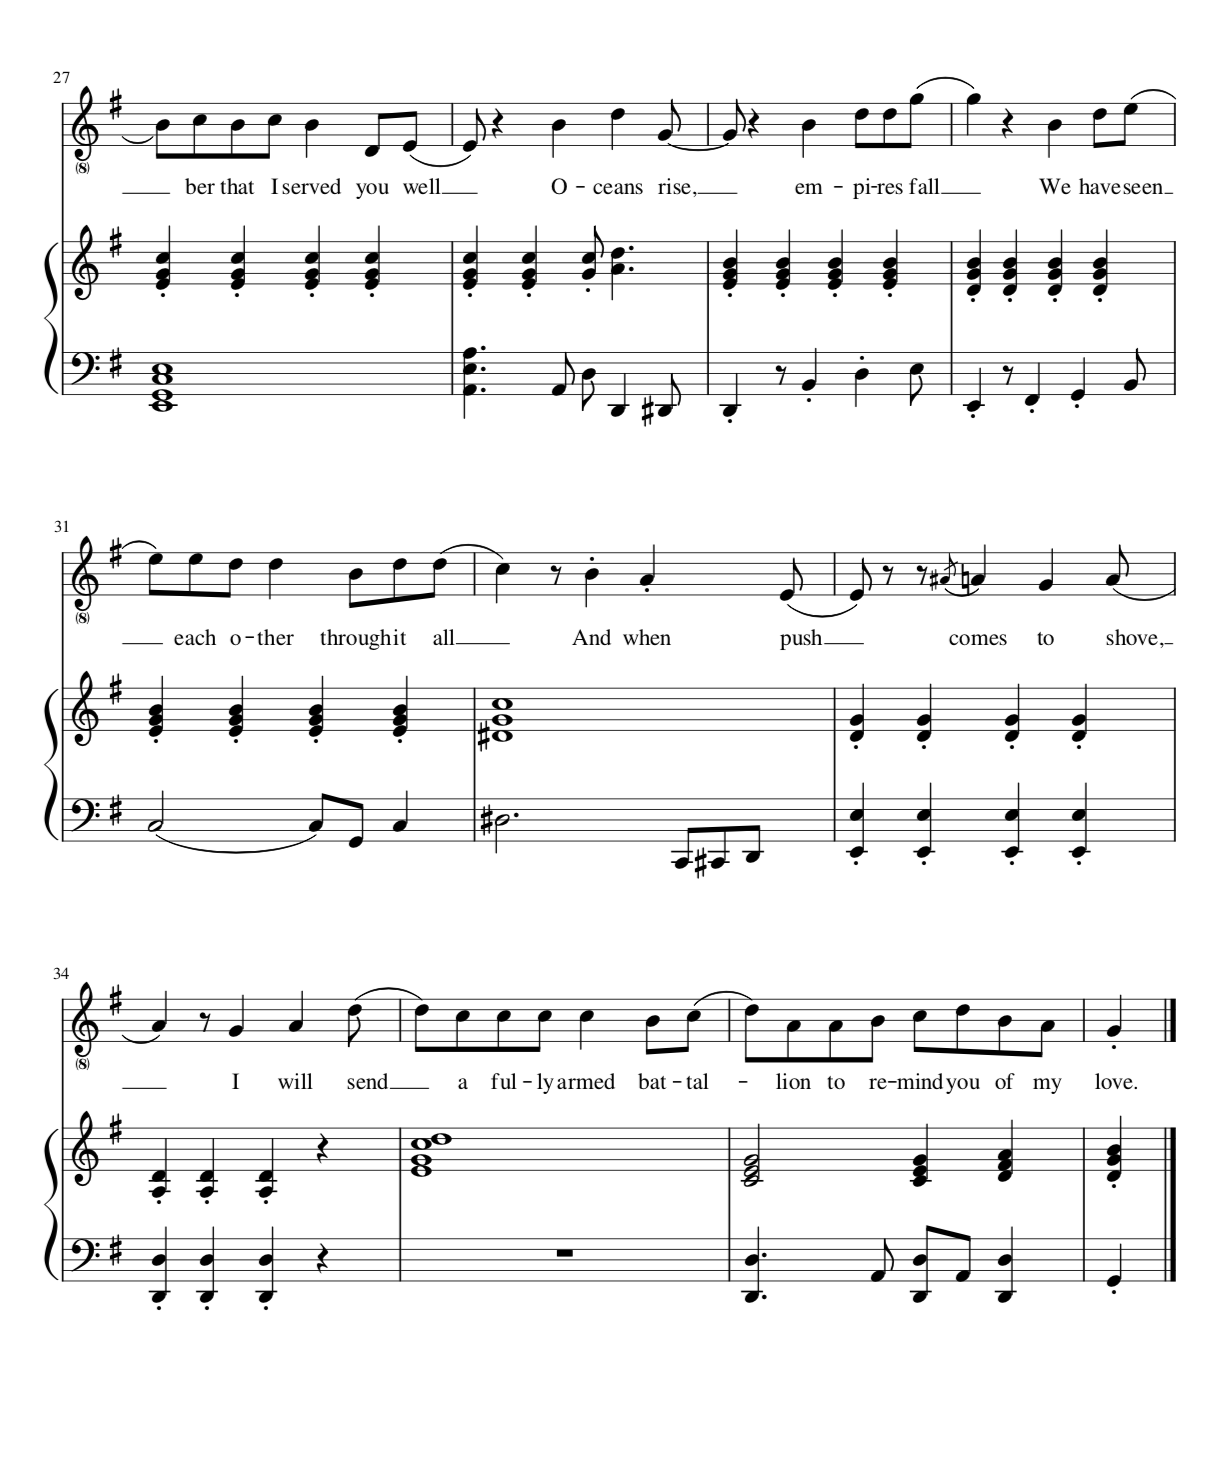 27
(8)
ber that I served you well O - ceans rise, em - pi - res fall We have seen
31
(8)
each o - ther through it all And when push comes to shove,
34
(8)
I will send a ful - ly armed bat - tal - lion to re - mind you of my love.